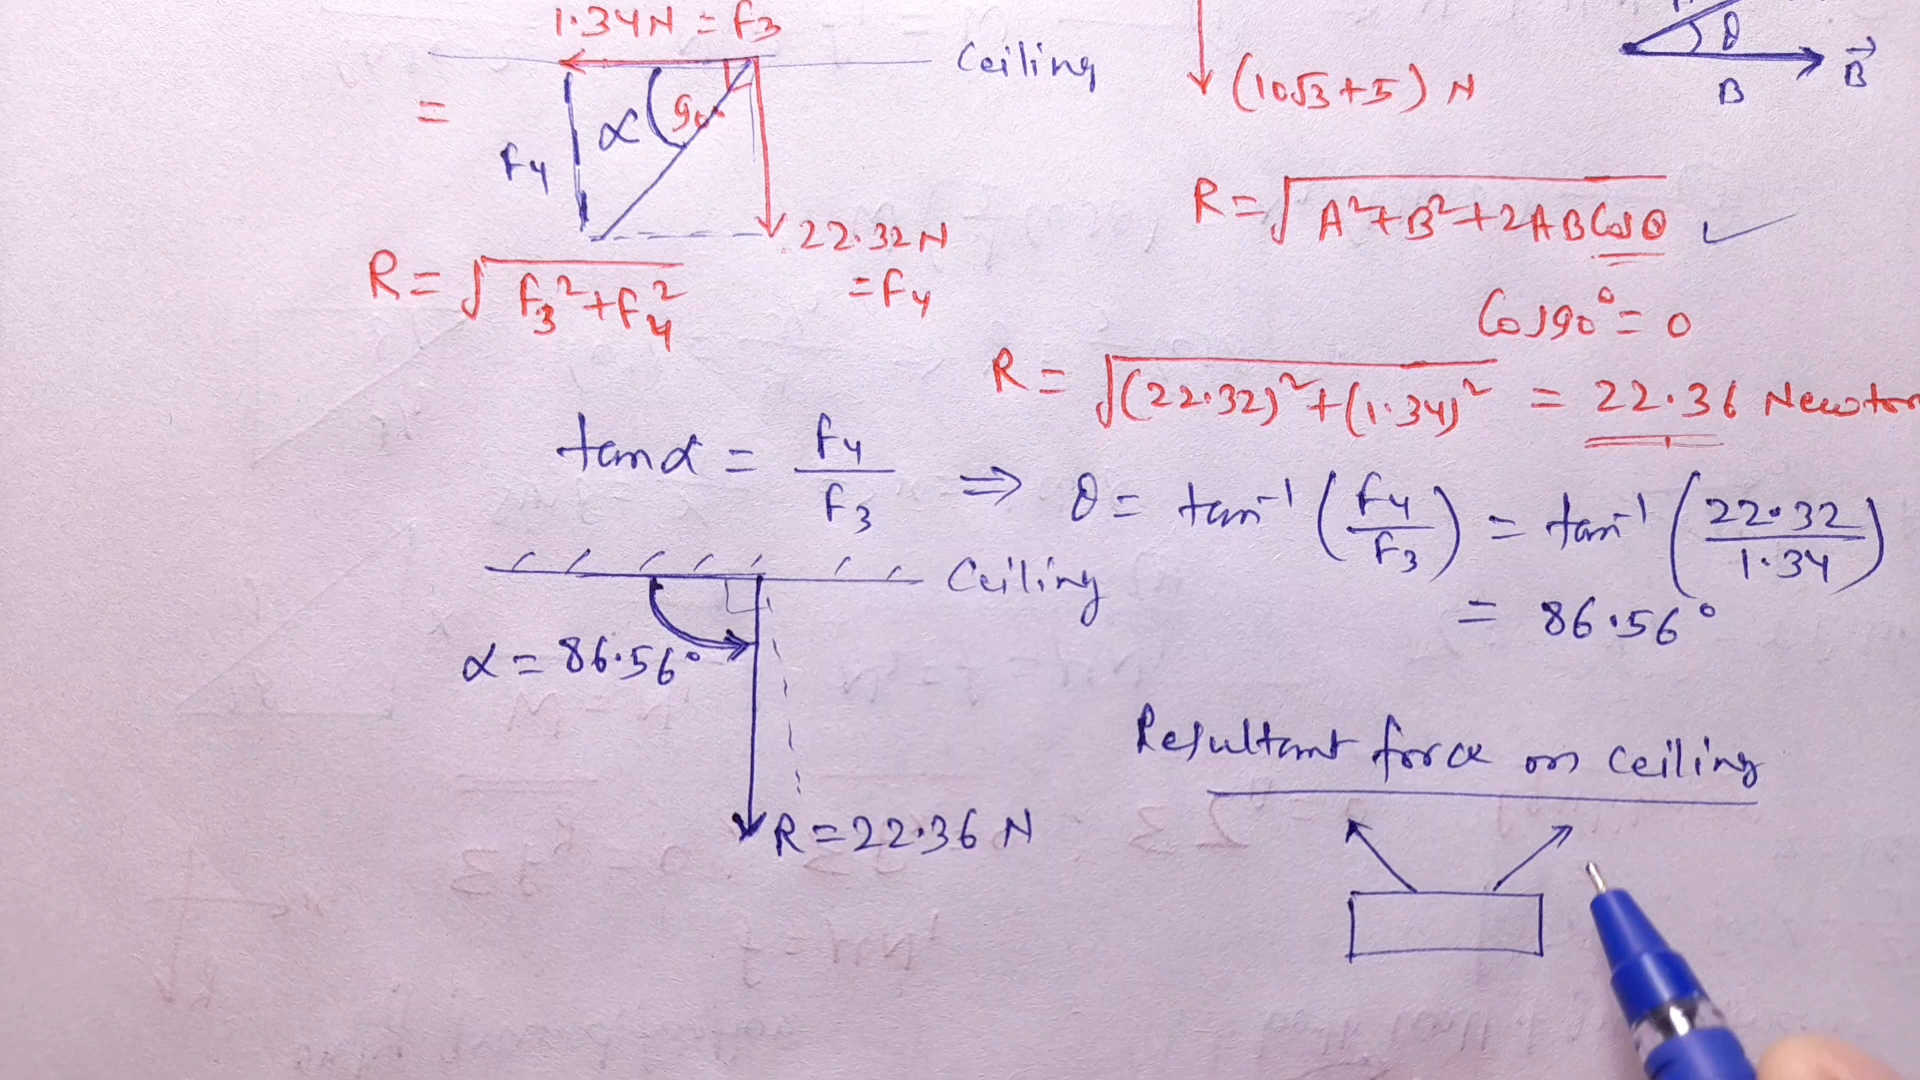 1.34N = F3
Ceiling
= α 90°
F4
22.32N
= F4
R = √F3²+F4²
tanα = F4/F3 ⇒ θ = tan⁻¹(F4/F3) = tan⁻¹(22.32/1.34)
= 86.56°
Ceiling
α = 86.56°
R = 22.36 N
(10√3+5) N
θ
B
B⃗
R = √A²+B²+2ABCosθ ✓
Cos90° = 0
R = √(22.32)²+(1.34)² = 22.36 Newton
Resultant force on ceiling